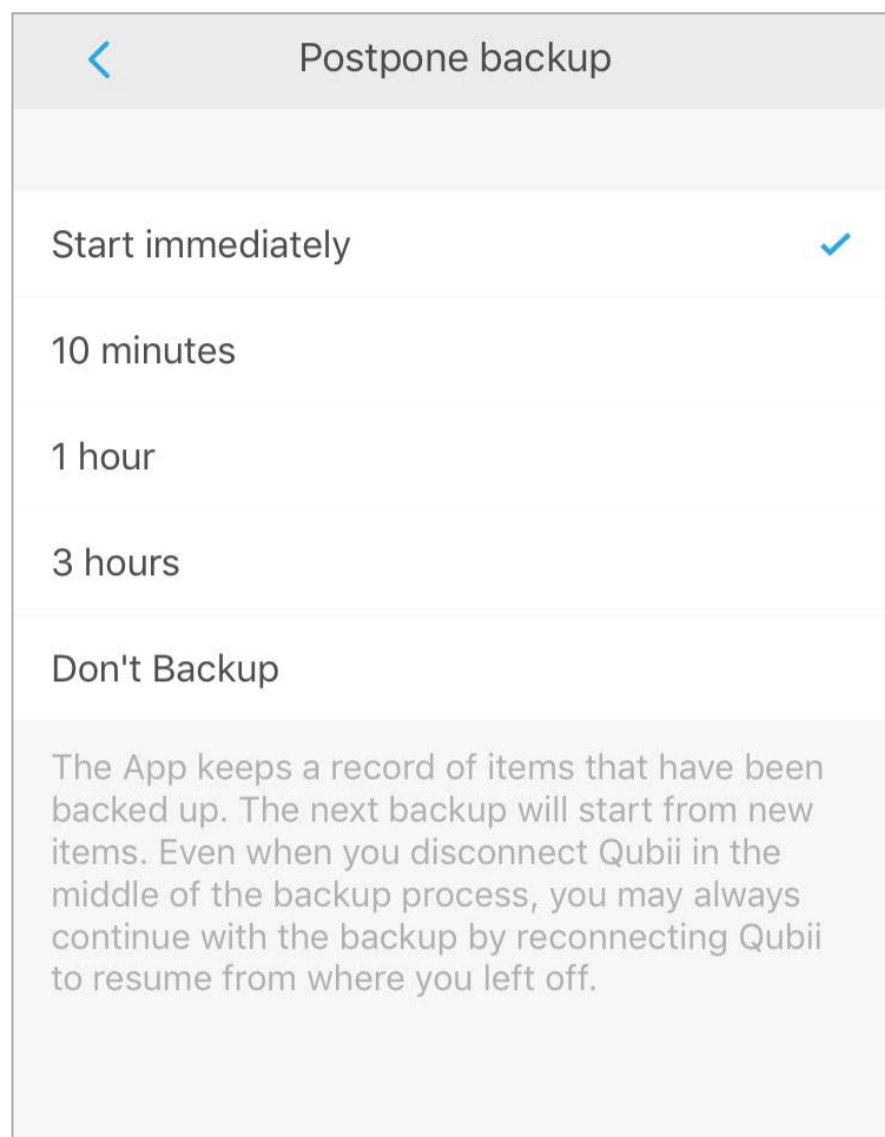 Postpone backup
Start immediately
10 minutes
1 hour
3 hours
Don't Backup
The App keeps a record of items that have been
backed up. The next backup will start from new
items. Even when you disconnect Qubii in the
middle of the backup process, you may always
continue with the backup by reconnecting Qubii
to resume from where you left off.